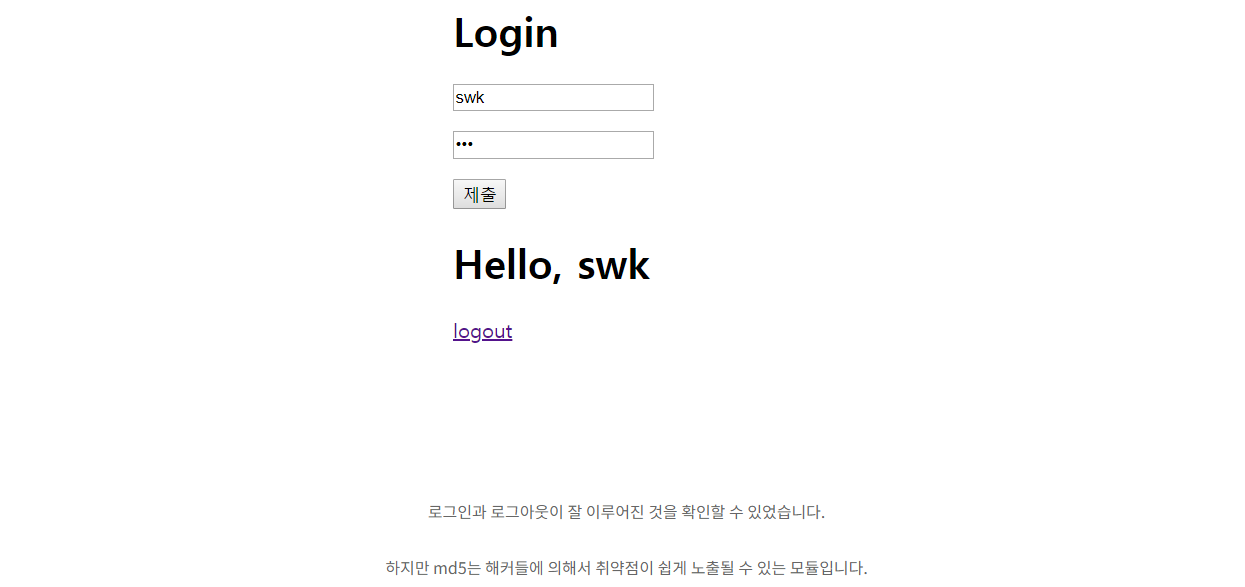 Login
swk
•••
제출
Hello, swk
logout
로그인과 로그아웃이 잘 이루어진 것을 확인할 수 있었습니다.
하지만 md5는 해커들에 의해서 취약점이 쉽게 노출될 수 있는 모듈입니다.